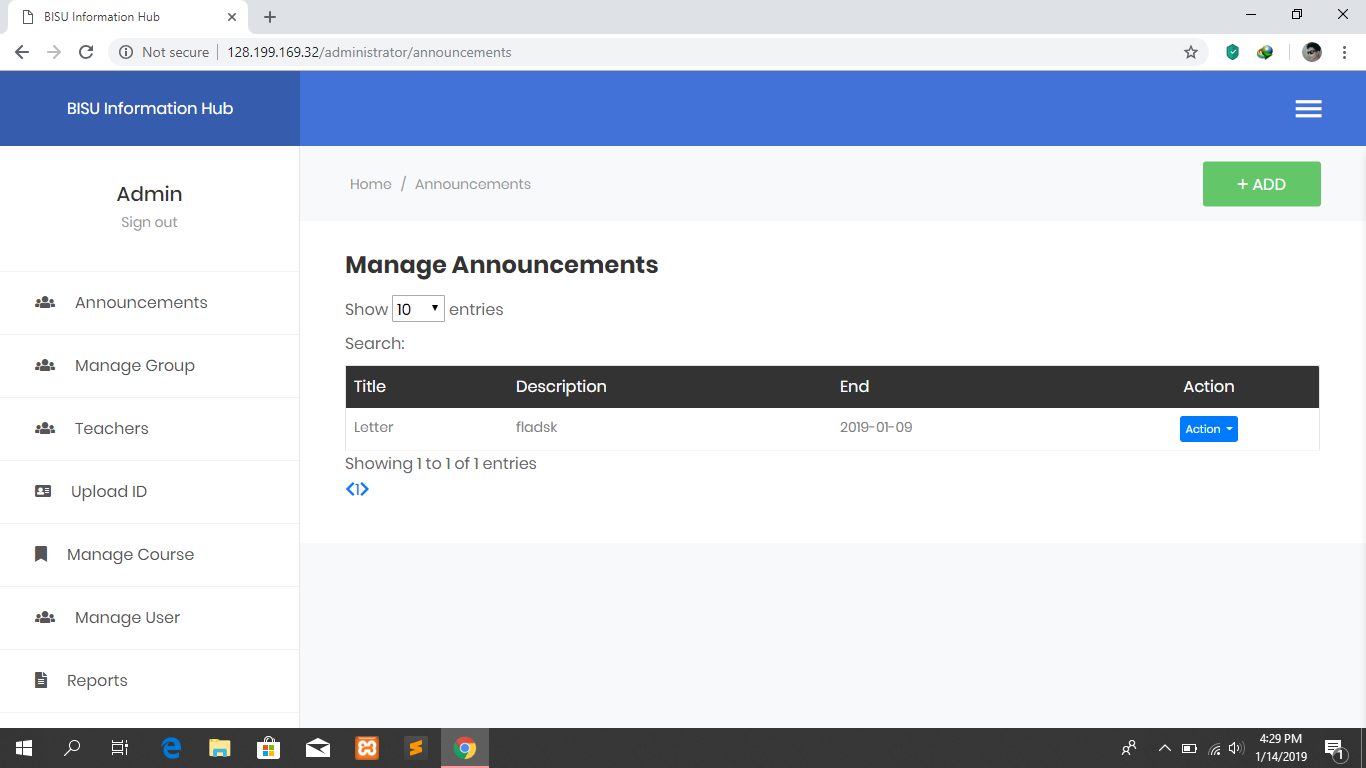 BISU Information Hub
Not secure 128.199.169.32/administrator/announcements
BISU Information Hub
Admin
Sign out
Announcements
Manage Group
Teachers
Upload ID
Manage Course
Manage User
Reports
Home / Announcements
+ ADD
Manage Announcements
Show 10 entries
Search:
Title Description End Action
Letter fladsk 2019-01-09 Action
Showing 1 to 1 of 1 entries
1
4:29 PM
1/14/2019
1